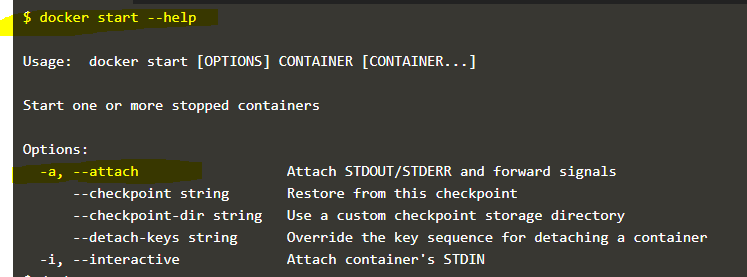 $ docker start --help
Usage:  docker start [OPTIONS] CONTAINER [CONTAINER...]
Start one or more stopped containers
Options:
  -a, --attach                  Attach STDOUT/STDERR and forward signals
      --checkpoint string       Restore from this checkpoint
      --checkpoint-dir string   Use a custom checkpoint storage directory
      --detach-keys string      Override the key sequence for detaching a container
  -i, --interactive             Attach container's STDIN